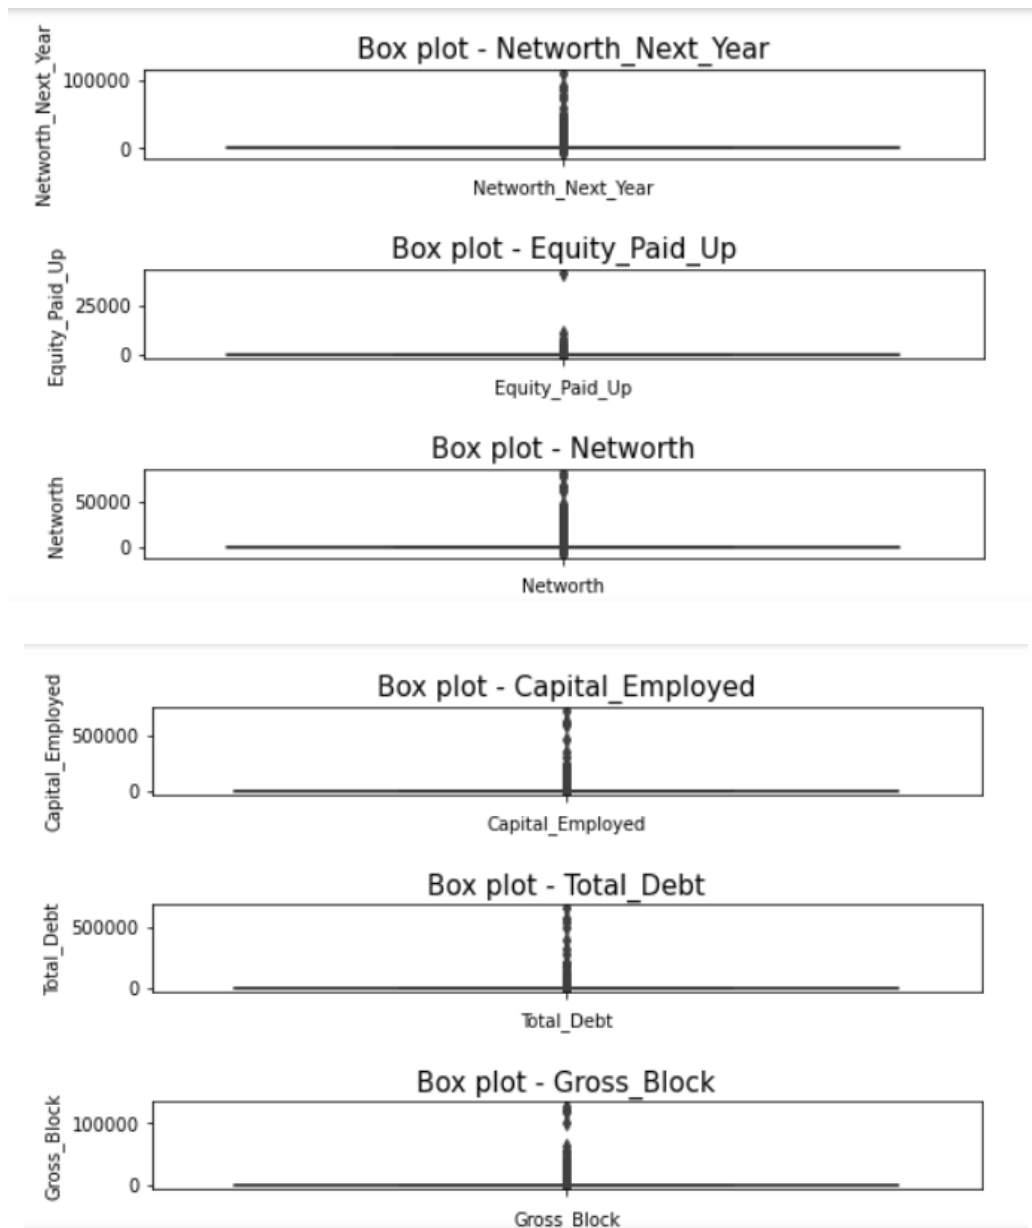 Box plot - Networth_Next_Year
Networth_Next_Year
100000
0
Networth_Next_Year
Box plot - Equity_Paid_Up
Equity_Paid_Up
25000
0
Equity_Paid_Up
Box plot - Networth
Networth
50000
0
Networth
Box plot - Capital_Employed
Capital_Employed
500000
0
Capital_Employed
Box plot - Total_Debt
Total_Debt
500000
0
Total_Debt
Box plot - Gross_Block
Gross_Block
100000
0
Gross_Block